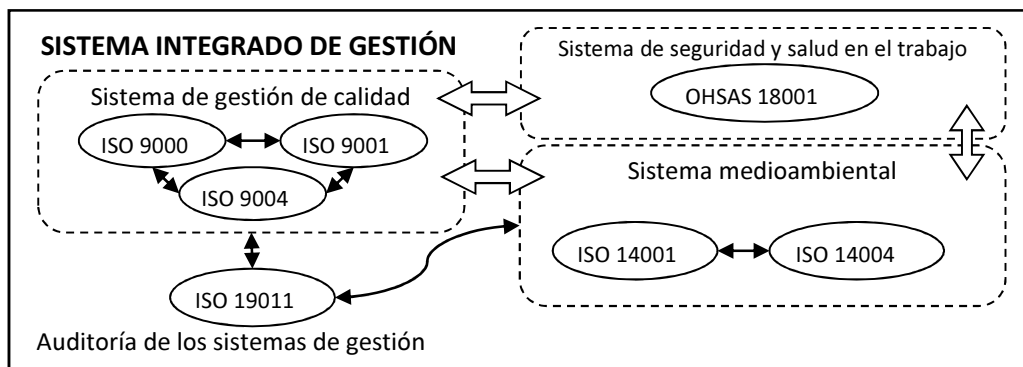 SISTEMA INTEGRADO DE GESTIÓN
Sistema de gestión de calidad
ISO 9000
ISO 9001
ISO 9004
ISO 19011
Auditoría de los sistemas de gestión
Sistema de seguridad y salud en el trabajo
OHSAS 18001
Sistema medioambiental
ISO 14001
ISO 14004